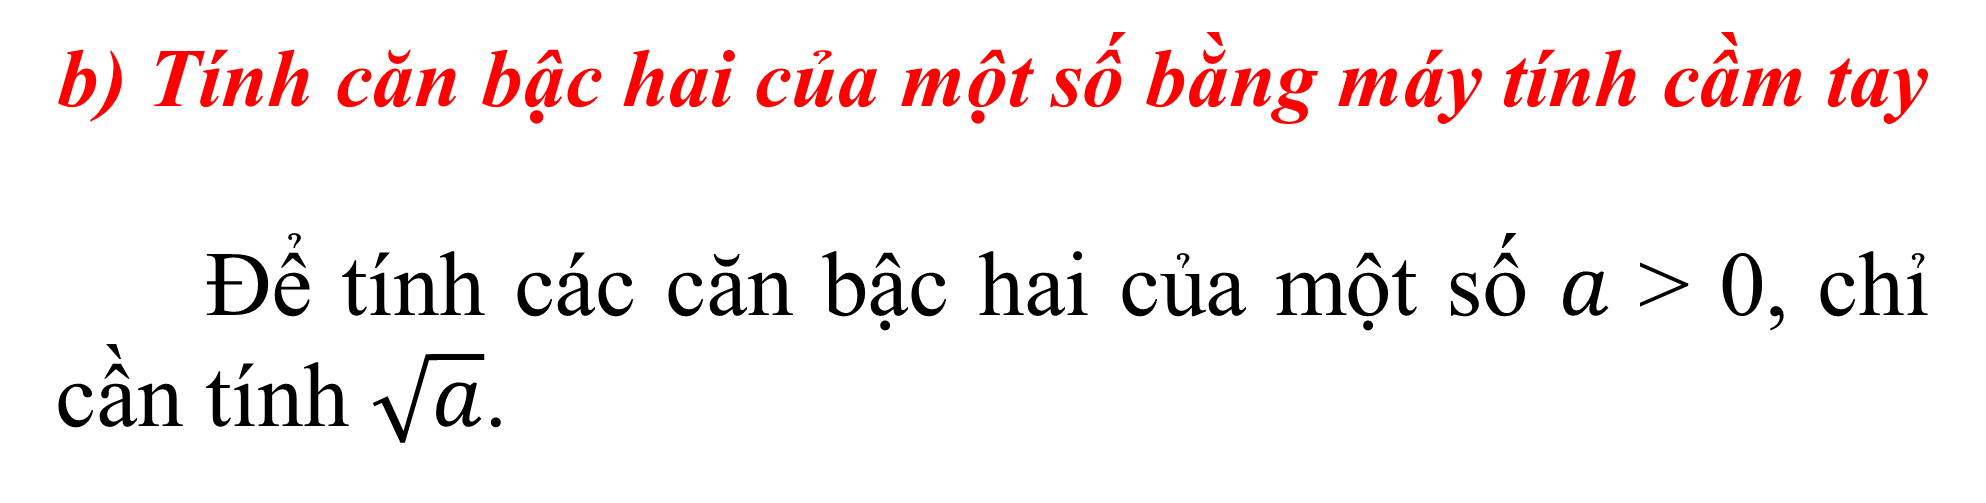 b) Tính căn bậc hai của một số bằng máy tính cầm tay
Để tính các căn bậc hai của một số a > 0, chỉ
cần tính √a.